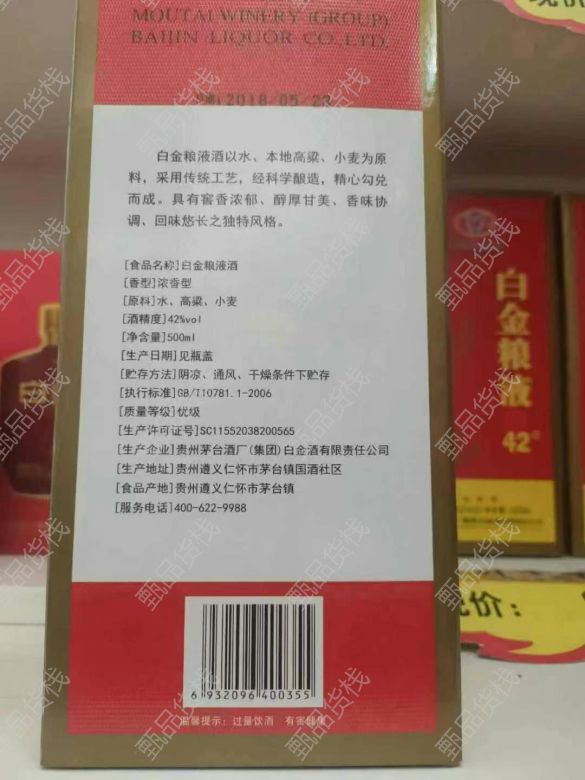 MOUTAI WINERY (GROUP)
BAIJIN LIQUOR CO.,LTD.
2018 05 23
白金粮液酒以水、本地高粱、小麦为原
料，采用传统工艺，经科学酿造，精心勾兑
而成。具有窖香浓郁、醇厚甘美、香味协
调、回味悠长之独特风格。
[食品名称]白金粮液酒
[香型]浓香型
[原料]水、高粱、小麦
[酒精度]42%vol
[净含量]500ml
[生产日期]见瓶盖
[贮存方法]阴凉、通风、干燥条件下贮存
[执行标准]GB/T10781.1-2006
[质量等级]优级
[生产许可证号]SC11552038200565
[生产企业]贵州茅台酒厂(集团)白金酒有限责任公司
[生产地址]贵州遵义仁怀市茅台镇国酒社区
[食品产地]贵州遵义仁怀市茅台镇
[服务电话]400-622-9988
6 932096 400355
温馨提示：过量饮酒 有害健康
白金粮液
42
现价：
甄品货栈